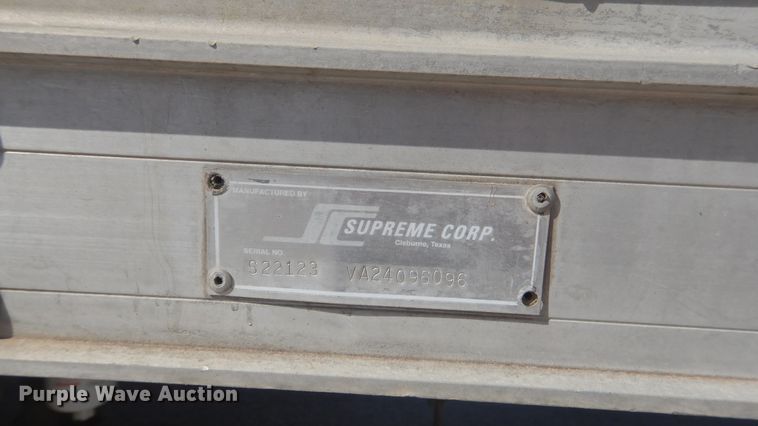 MANUFACTURED BY
SUPREME CORP.
Cleburne, Texas
SERIAL NO.
S22123 VA24096096
Purple Wave Auction